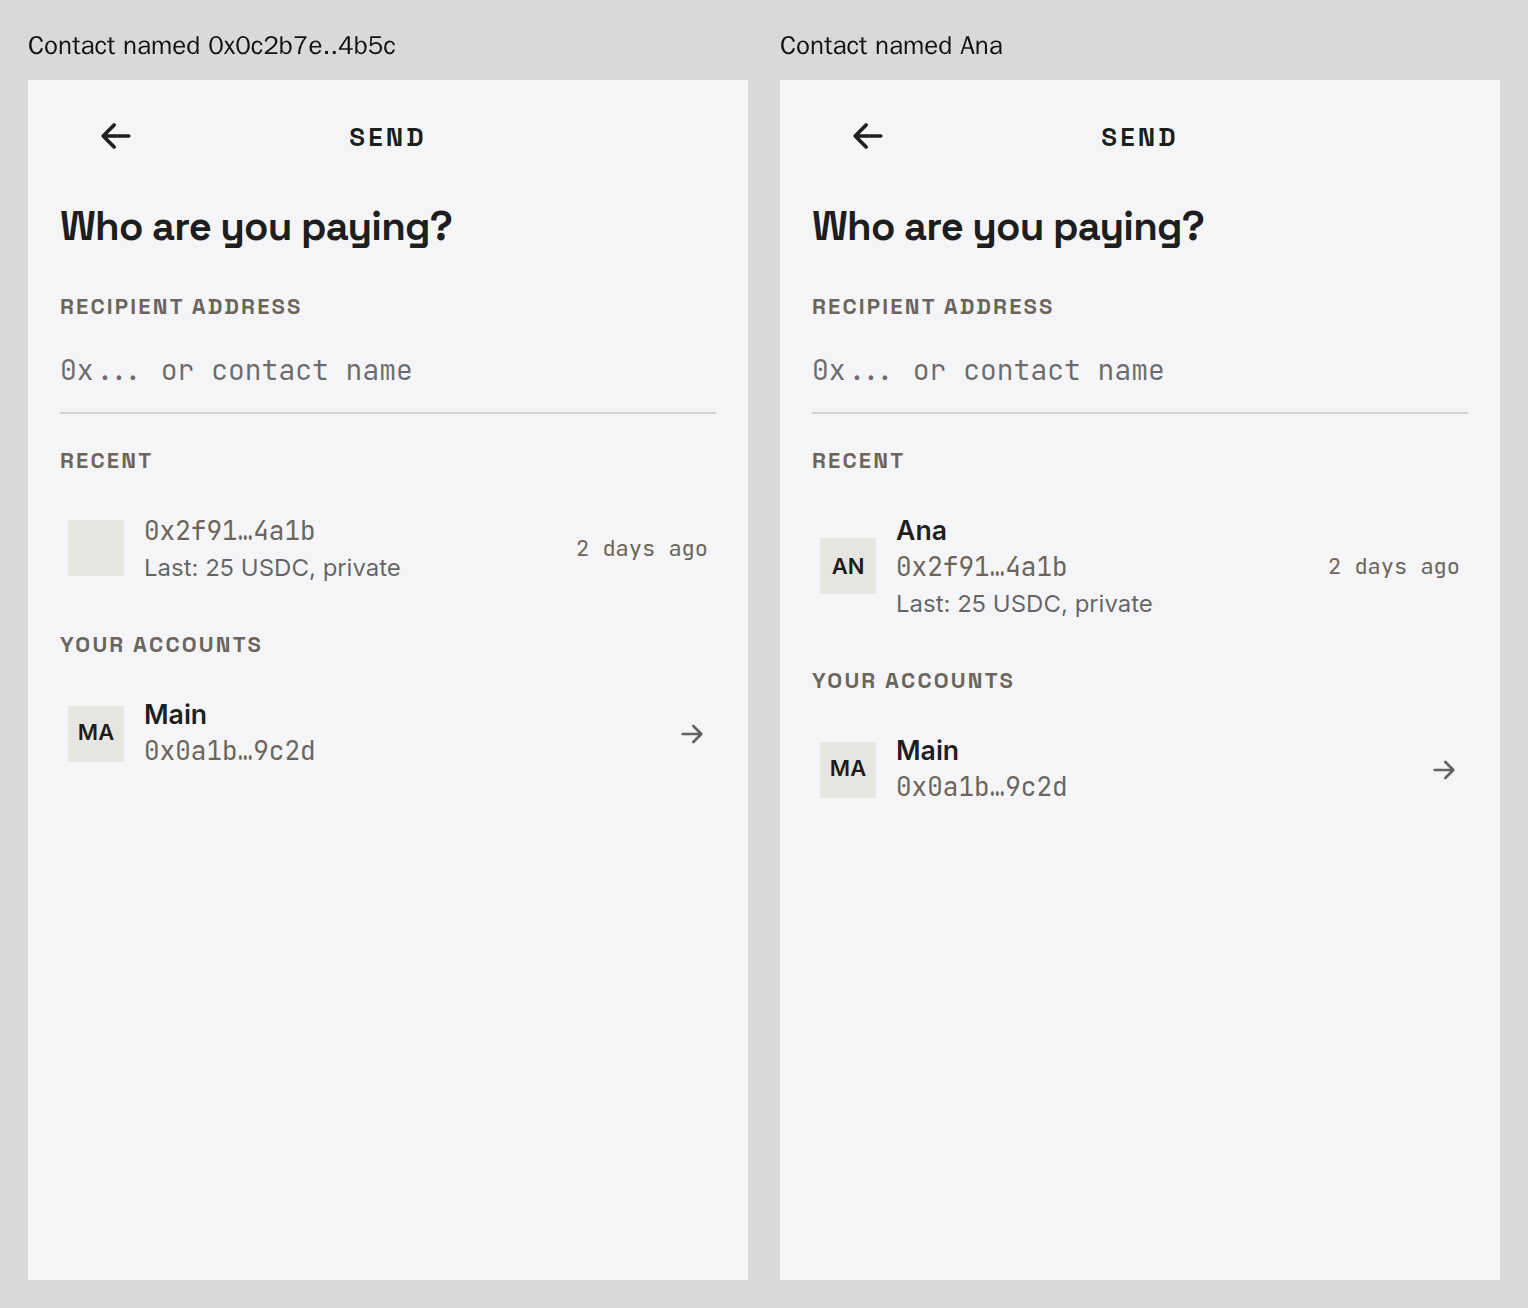 Contact named 0x0c2b7e..4b5c
SEND
Who are you paying?
RECIPIENT ADDRESS
0x... or contact name
RECENT
0x2f91…4a1b
Last: 25 USDC, private
2 days ago
YOUR ACCOUNTS
MA
Main
0x0a1b…9c2d
Contact named Ana
SEND
Who are you paying?
RECIPIENT ADDRESS
0x... or contact name
RECENT
AN
Ana
0x2f91…4a1b
Last: 25 USDC, private
2 days ago
YOUR ACCOUNTS
MA
Main
0x0a1b…9c2d